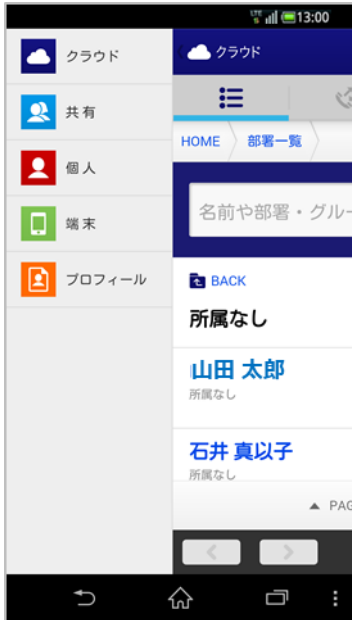 LTE 13:00
クラウド
共有
個人
端末
プロフィール
クラウド
HOME 部署一覧
名前や部署・グルー
BACK
所属なし
山田 太郎
所属なし
石井 真以子
所属なし
▲ PAG